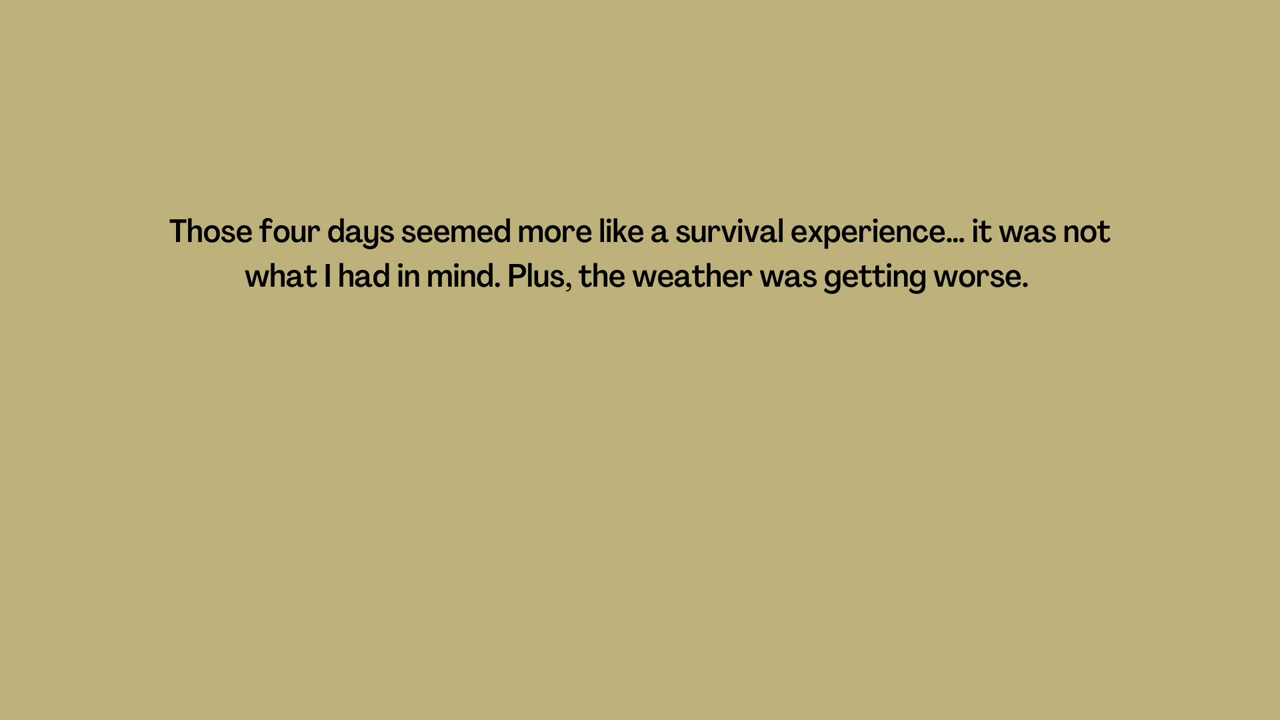 Those four days seemed more like a survival experience... it was not
what I had in mind. Plus, the weather was getting worse.